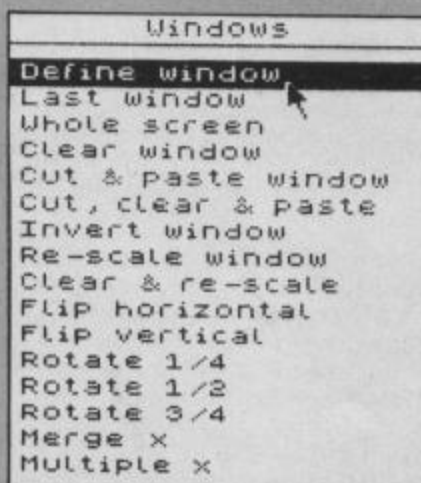 Windows
Define window
Last window
Whole screen
Clear window
Cut & paste window
Cut, clear & paste
Invert window
Re-scale window
Clear & re-scale
Flip horizontal
Flip vertical
Rotate 1/4
Rotate 1/2
Rotate 3/4
Merge x
Multiple x